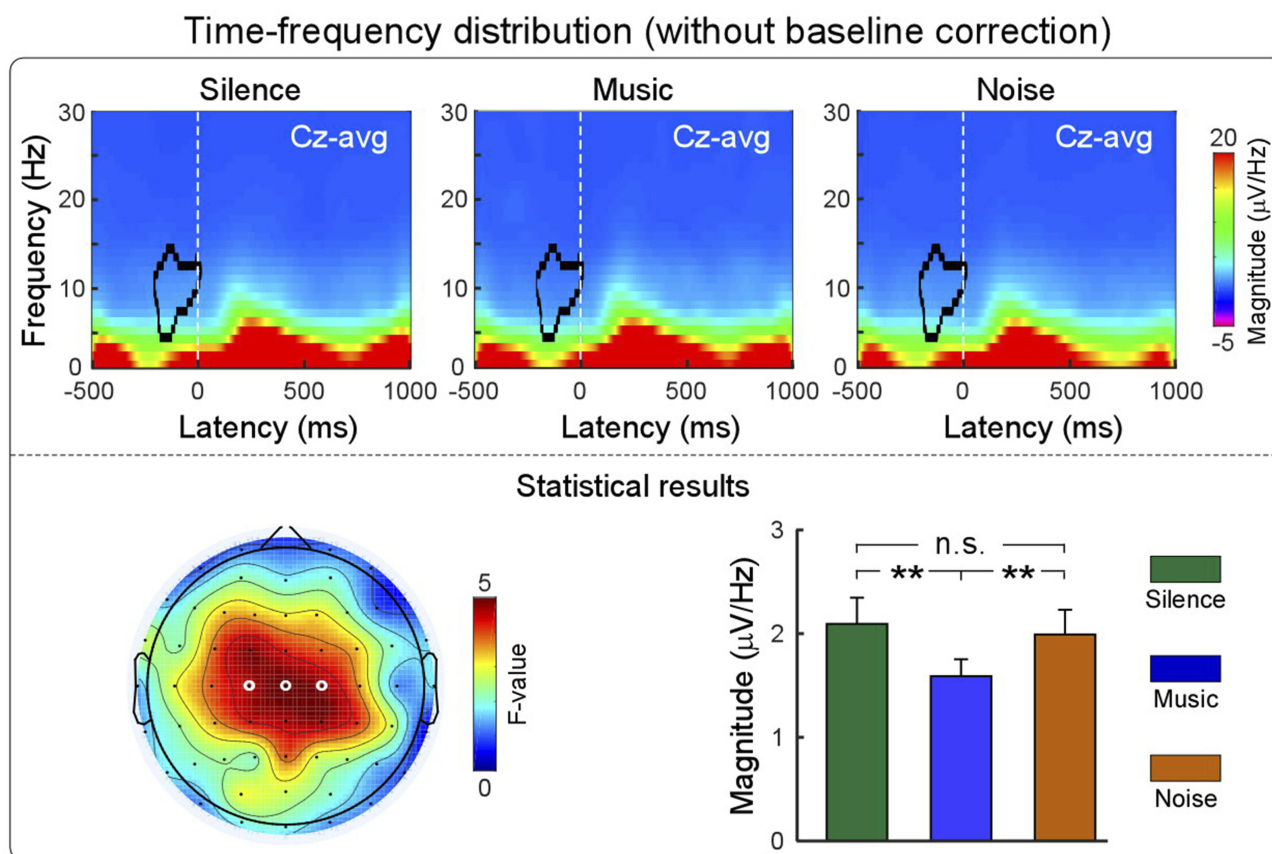 Time-frequency distribution (without baseline correction)
Silence
Music
Noise
Frequency (Hz)
30
20
10
0
Cz-avg
-500
0
500
1000
Latency (ms)
30
20
10
0
Cz-avg
-500
0
500
1000
Latency (ms)
30
20
10
0
Cz-avg
-500
0
500
1000
Latency (ms)
20
-5
Magnitude (μV/Hz)
Statistical results
5
0
F-value
Magnitude (μV/Hz)
3
2
1
0
n.s.
** **
Silence
Music
Noise